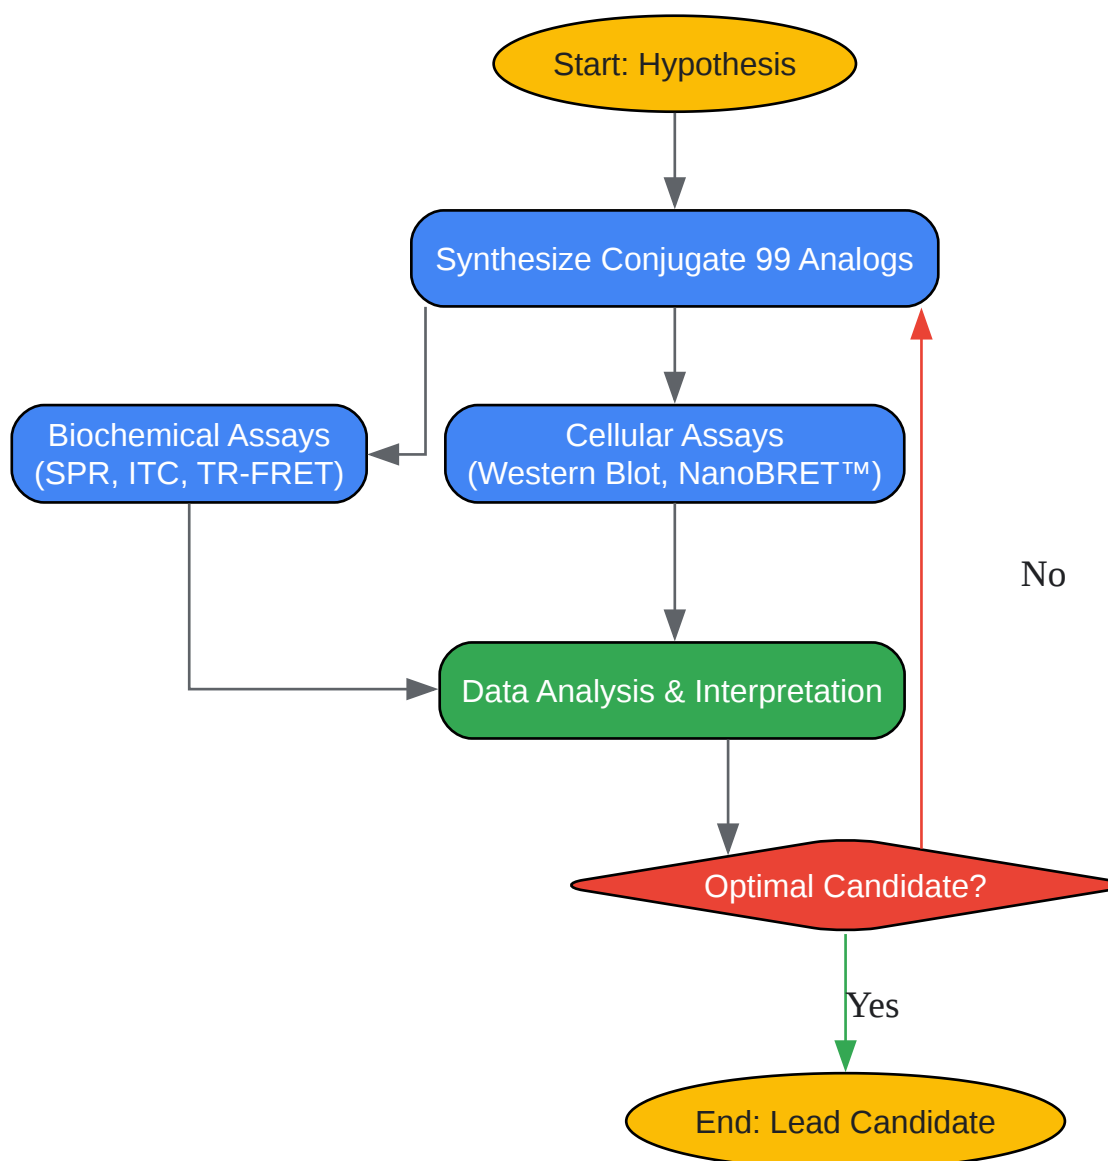 Start: Hypothesis
Synthesize Conjugate 99 Analogs
Biochemical Assays
(SPR, ITC, TR-FRET)
Cellular Assays
(Western Blot, NanoBRET™)
No
Data Analysis & Interpretation
Optimal Candidate?
Yes
End: Lead Candidate